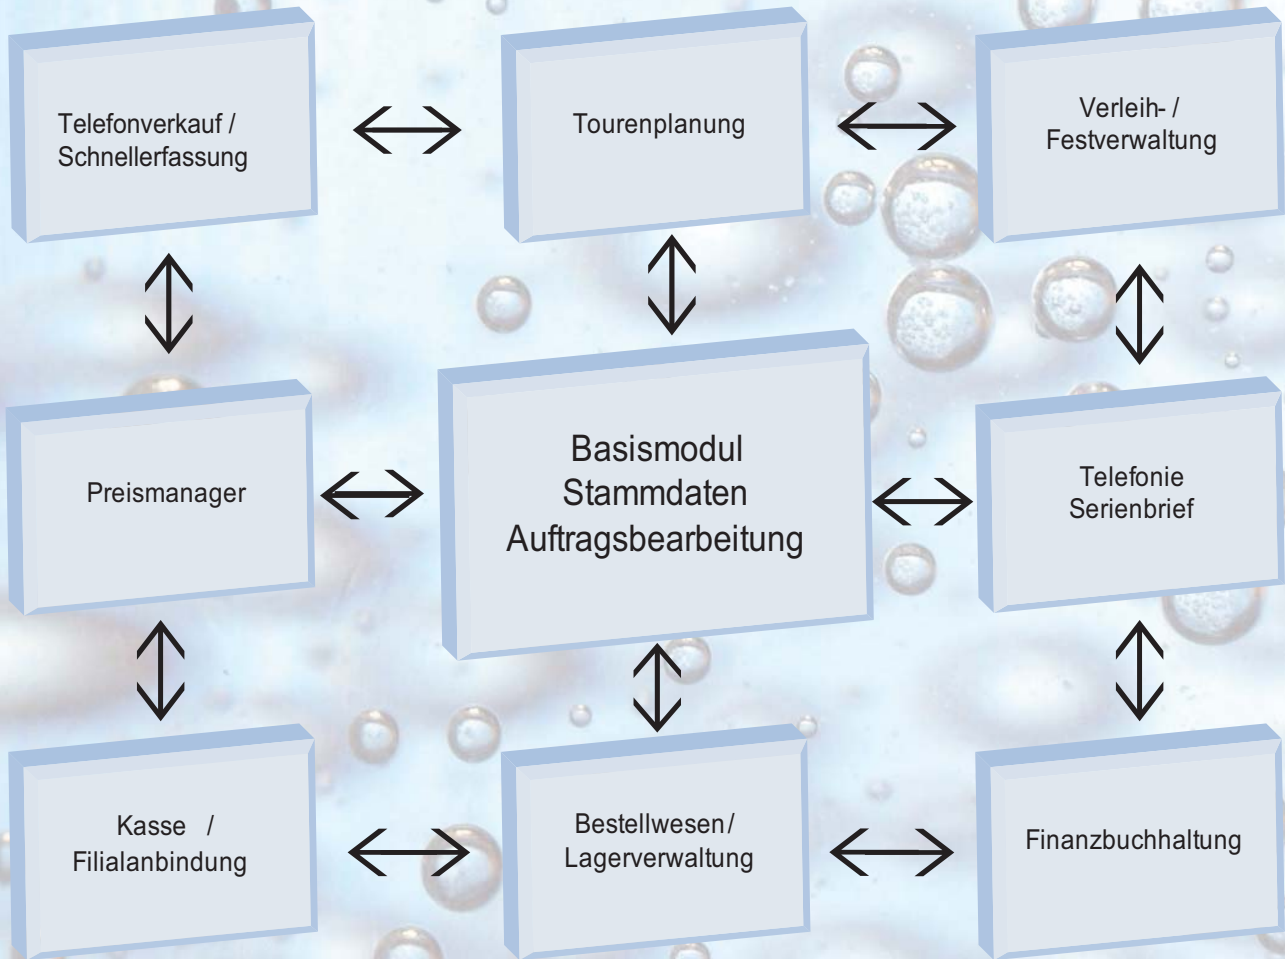 Telefonverkauf /
Schnellerfassung
Tourenplanung
Verleih- /
Festverwaltung
Preismanager
Basismodul
Stammdaten
Auftragsbearbeitung
Telefonie
Serienbrief
Kasse /
Filialanbindung
Bestellwesen/
Lagerverwaltung
Finanzbuchhaltung